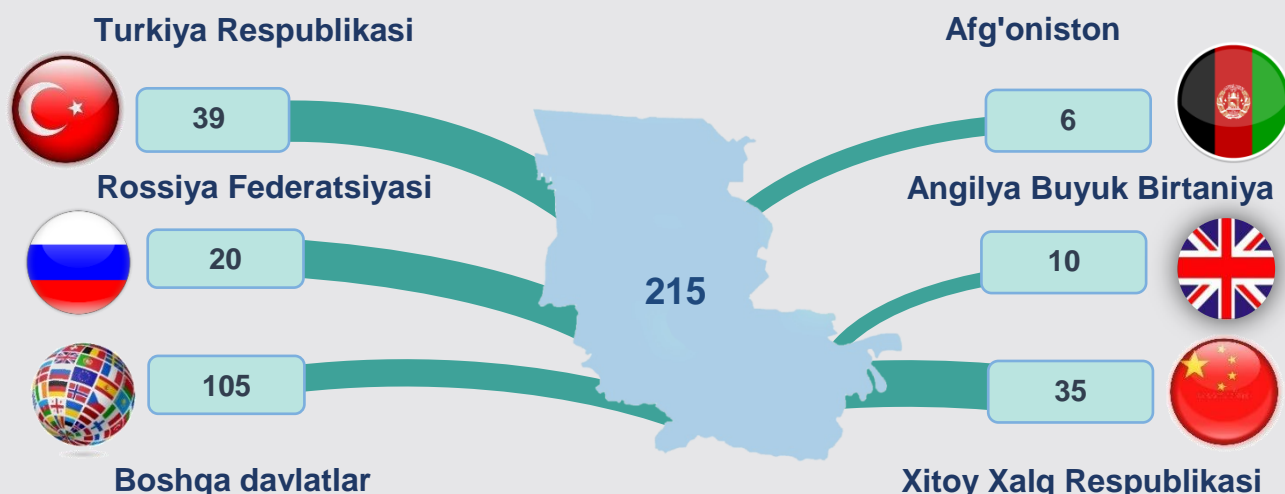 Turkiya Respublikasi
39
Rossiya Federatsiyasi
20
105
Boshqa davlatlar
215
Afg'oniston
6
Angilya Buyuk Birtaniya
10
35
Xitoy Xalq Respublikasi